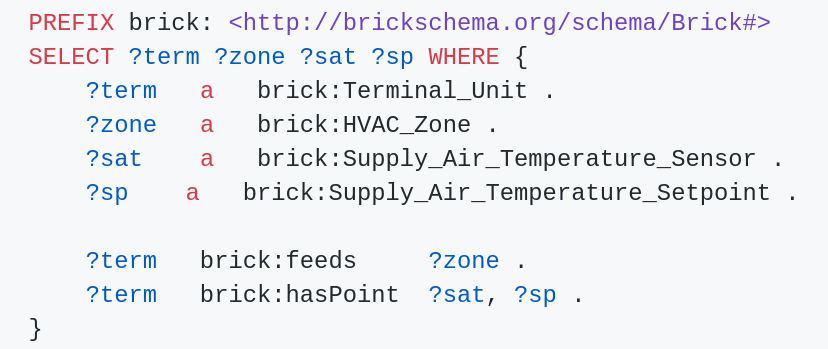 PREFIX brick: <http://brickschema.org/schema/Brick#>
SELECT ?term ?zone ?sat ?sp WHERE {
    ?term   a   brick:Terminal_Unit .
    ?zone   a   brick:HVAC_Zone .
    ?sat    a   brick:Supply_Air_Temperature_Sensor .
    ?sp    a   brick:Supply_Air_Temperature_Setpoint .

    ?term   brick:feeds     ?zone .
    ?term   brick:hasPoint  ?sat, ?sp .
}